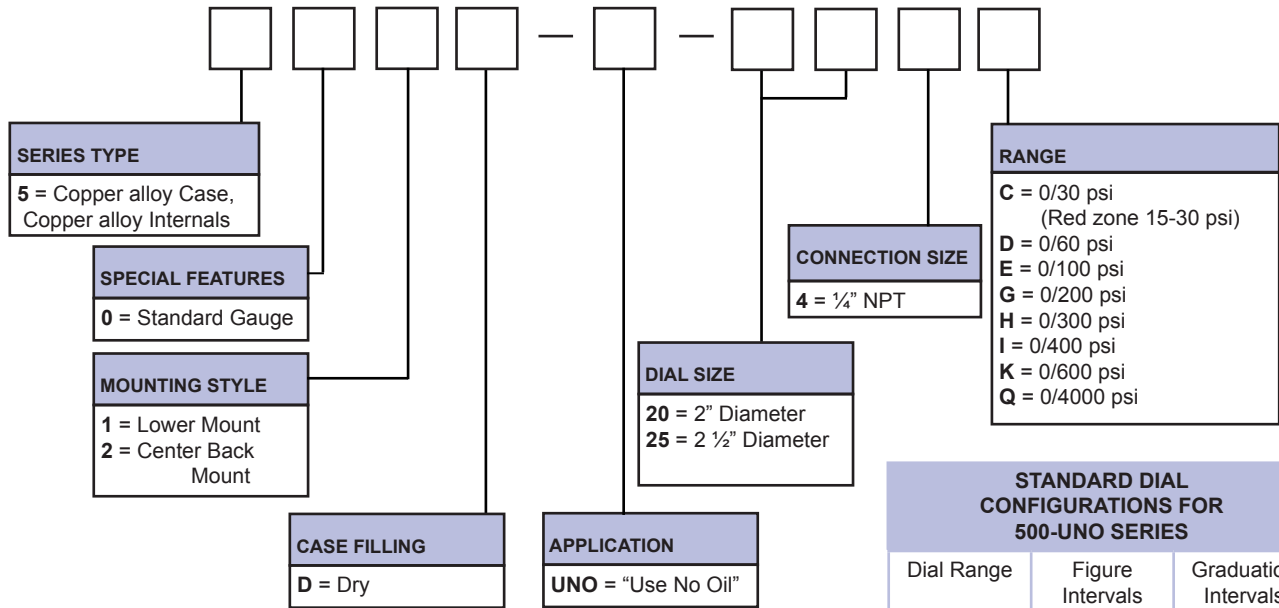 SERIES TYPE
5 = Copper alloy Case,
Copper alloy Internals
SPECIAL FEATURES
0 = Standard Gauge
MOUNTING STYLE
1 = Lower Mount
2 = Center Back
Mount
CASE FILLING
D = Dry
APPLICATION
UNO = “Use No Oil”
DIAL SIZE
20 = 2” Diameter
25 = 2 ½” Diameter
CONNECTION SIZE
4 = ¼” NPT
RANGE
C = 0/30 psi
(Red zone 15-30 psi)
D = 0/60 psi
E = 0/100 psi
G = 0/200 psi
H = 0/300 psi
I = 0/400 psi
K = 0/600 psi
Q = 0/4000 psi
STANDARD DIAL
CONFIGURATIONS FOR
500-UNO SERIES
Dial Range
Figure
Intervals
Intervals